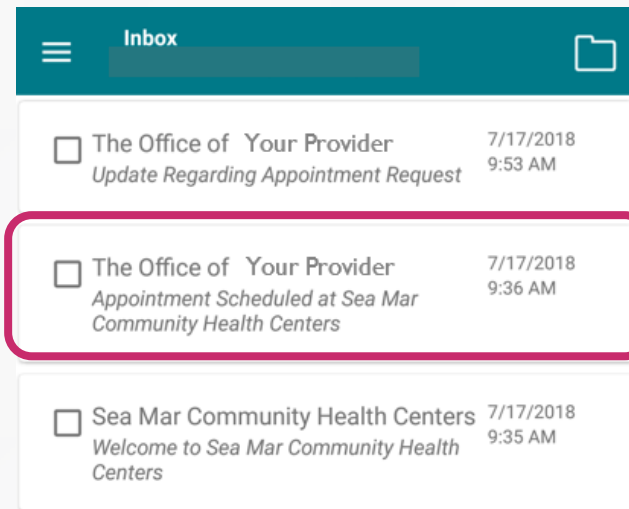 Inbox
The Office of Your Provider 7/17/2018
Update Regarding Appointment Request 9:53 AM
The Office of Your Provider 7/17/2018
Appointment Scheduled at Sea Mar 9:36 AM
Community Health Centers
Sea Mar Community Health Centers 7/17/2018
Welcome to Sea Mar Community Health 9:35 AM
Centers